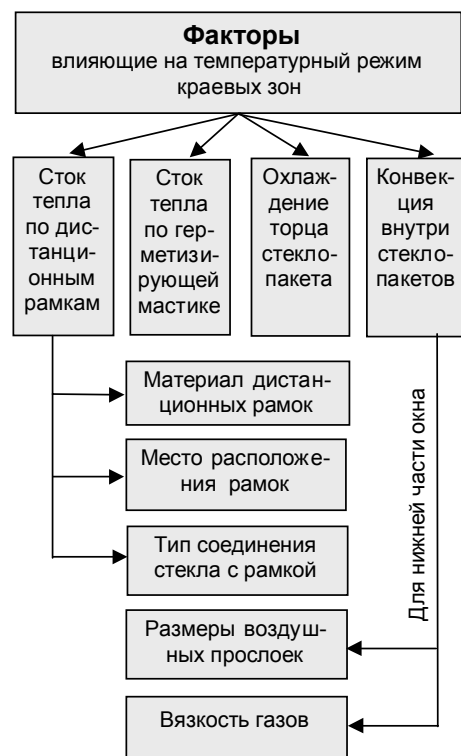 Факторы
влияющие на температурный режим
краевых зон
Сток
тепла
по дис-
танци-
онным
рамкам
Сток
тепла
по гер-
метизи-
рующей
мастике
Охлаж-
дение
торца
стекло-
пакета
Конвек-
ция
внутри
стекло-
пакетов
Материал дистан-
ционных рамок
Место расположе-
ния рамок
Тип соединения
стекла с рамкой
Размеры воздуш-
ных прослоек
Вязкость газов
Для нижней части окна